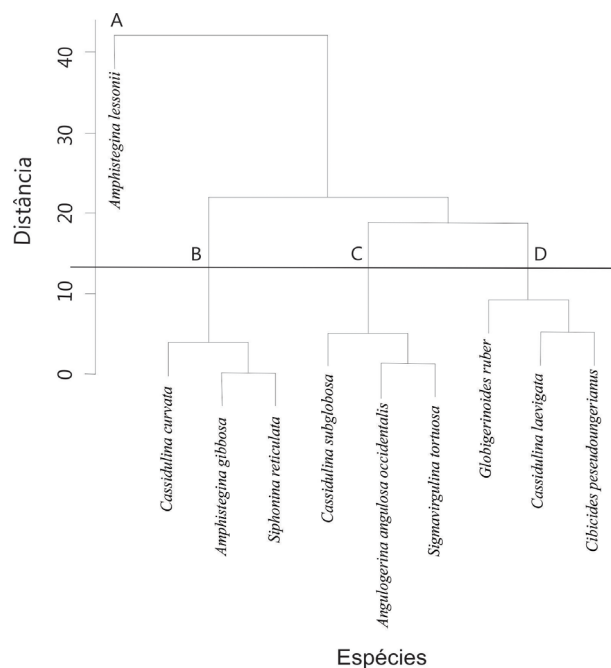 A
40
30
20
10
0
Distância
B
C
D
Amphistegina lessonii
Cassidulina curvata
Amphistegina gibbosa
Siphonina reticulata
Cassidulina subglobosa
Angulogerina angulosa occidentalis
Sigmavirgulina tortuosa
Globigerinoides ruber
Cassidulina laevigata
Cibicides peseudoungerianus
Espécies